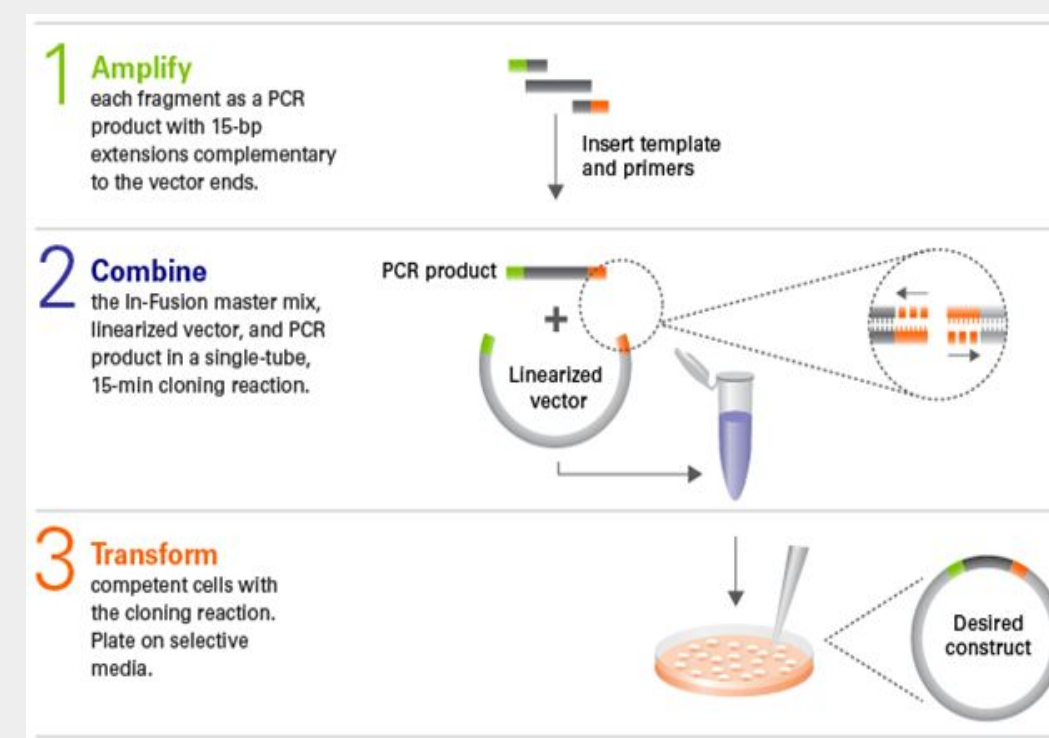 1 Amplify
each fragment as a PCR
product with 15-bp
extensions complementary
to the vector ends.
Insert template
and primers
2 Combine
the In-Fusion master mix,
linearized vector, and PCR
product in a single-tube,
15-min cloning reaction.
PCR product
+
Linearized
vector
3 Transform
competent cells with
the cloning reaction.
Plate on selective
media.
Desired
construct